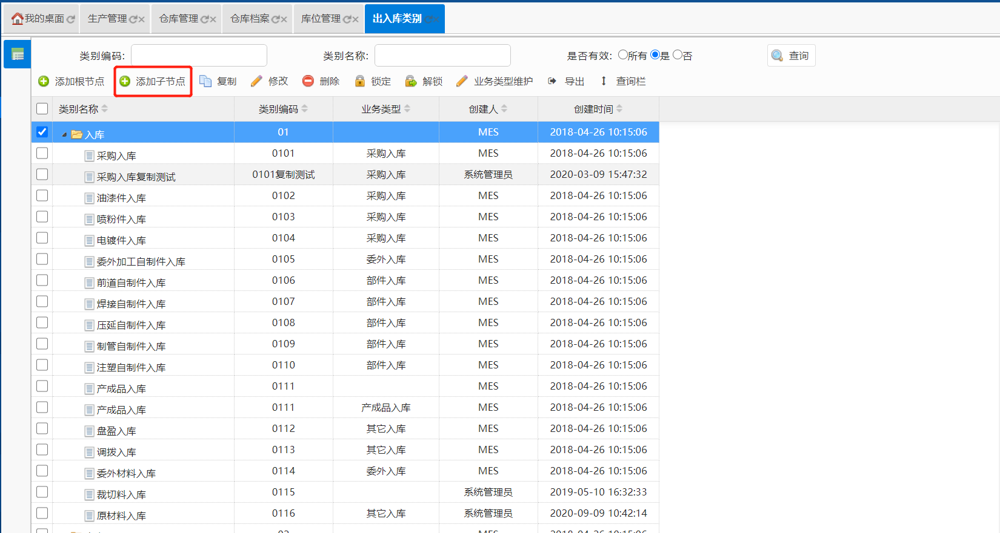 我的桌面 生产管理 仓库管理 仓库档案 库位管理 出入库类别
类别编码: 类别名称: 是否有效: 所有 是 否 查询
添加根节点 添加子节点 复制 修改 删除 锁定 解锁 业务类型维护 导出 查询栏
类别名称 类别编码 业务类型 创建人 创建时间
入库 01 MES 2018-04-26 10:15:06
采购入库 0101 采购入库 MES 2018-04-26 10:15:06
采购入库复制测试 0101复制测试 采购入库 系统管理员 2020-03-09 15:47:32
油漆件入库 0102 采购入库 MES 2018-04-26 10:15:06
喷粉件入库 0103 采购入库 MES 2018-04-26 10:15:06
电镀件入库 0104 采购入库 MES 2018-04-26 10:15:06
委外加工自制件入库 0105 委外入库 MES 2018-04-26 10:15:06
前道自制件入库 0106 部件入库 MES 2018-04-26 10:15:06
焊接自制件入库 0107 部件入库 MES 2018-04-26 10:15:06
压延自制件入库 0108 部件入库 MES 2018-04-26 10:15:06
制管自制件入库 0109 部件入库 MES 2018-04-26 10:15:06
注塑自制件入库 0110 部件入库 MES 2018-04-26 10:15:06
产成品入库 0111 MES 2018-04-26 10:15:06
产成品入库 0111 产成品入库 MES 2018-04-26 10:15:06
盘盈入库 0112 其它入库 MES 2018-04-26 10:15:06
调拨入库 0113 其它入库 MES 2018-04-26 10:15:06
委外材料入库 0114 委外入库 MES 2018-04-26 10:15:06
裁切料入库 0115 系统管理员 2019-05-10 16:32:33
原材料入库 0116 其它入库 系统管理员 2020-09-09 10:42:14